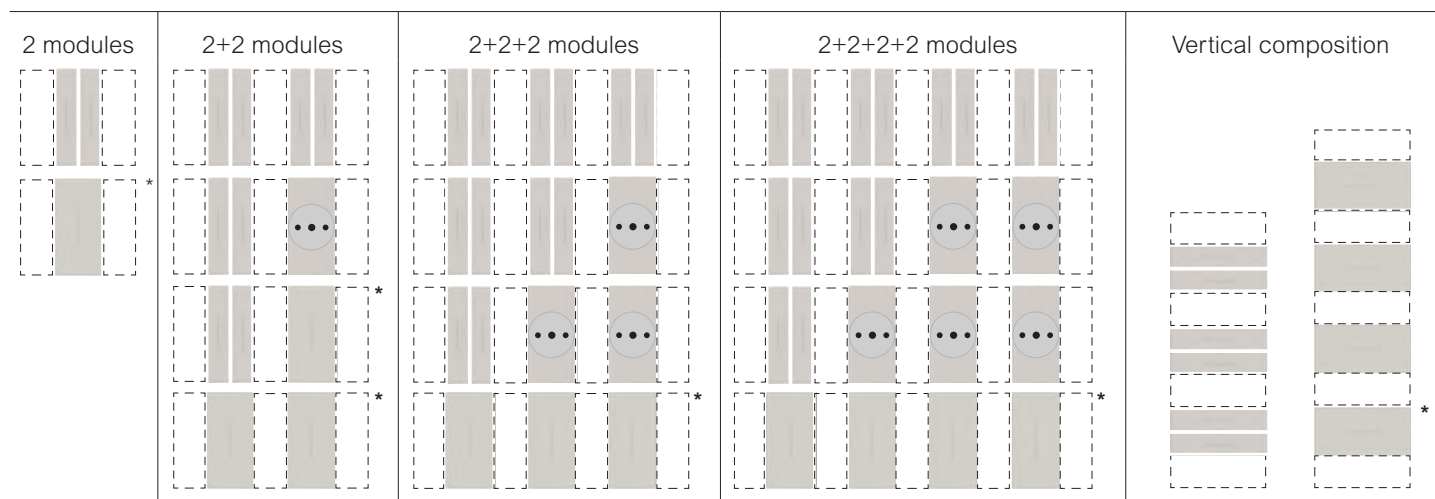 2 modules
2+2 modules
2+2+2 modules
2+2+2+2 modules
Vertical composition
*
*
*
*
*
*